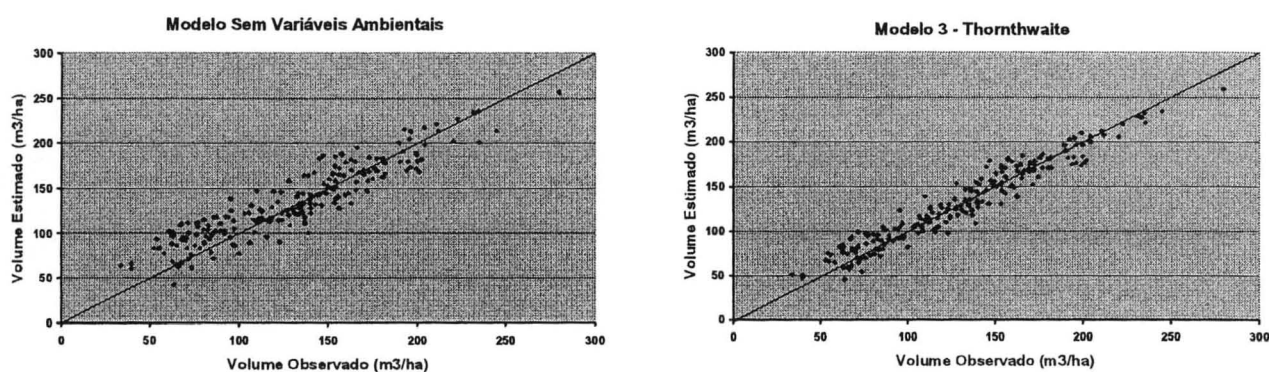 Modelo Sem Variáveis Ambientais
Volume Estimado (m3/ha)
300
250
200
150
100
50
0
0 50 100 150 200 250 300
Volume Observado (m3/ha)
Modelo 3 - Thornthwaite
Volume Estimado (m3/ha)
300
250
200
150
100
50
0
0 50 100 150 200 250 300
Volume Observado (m3/ha)